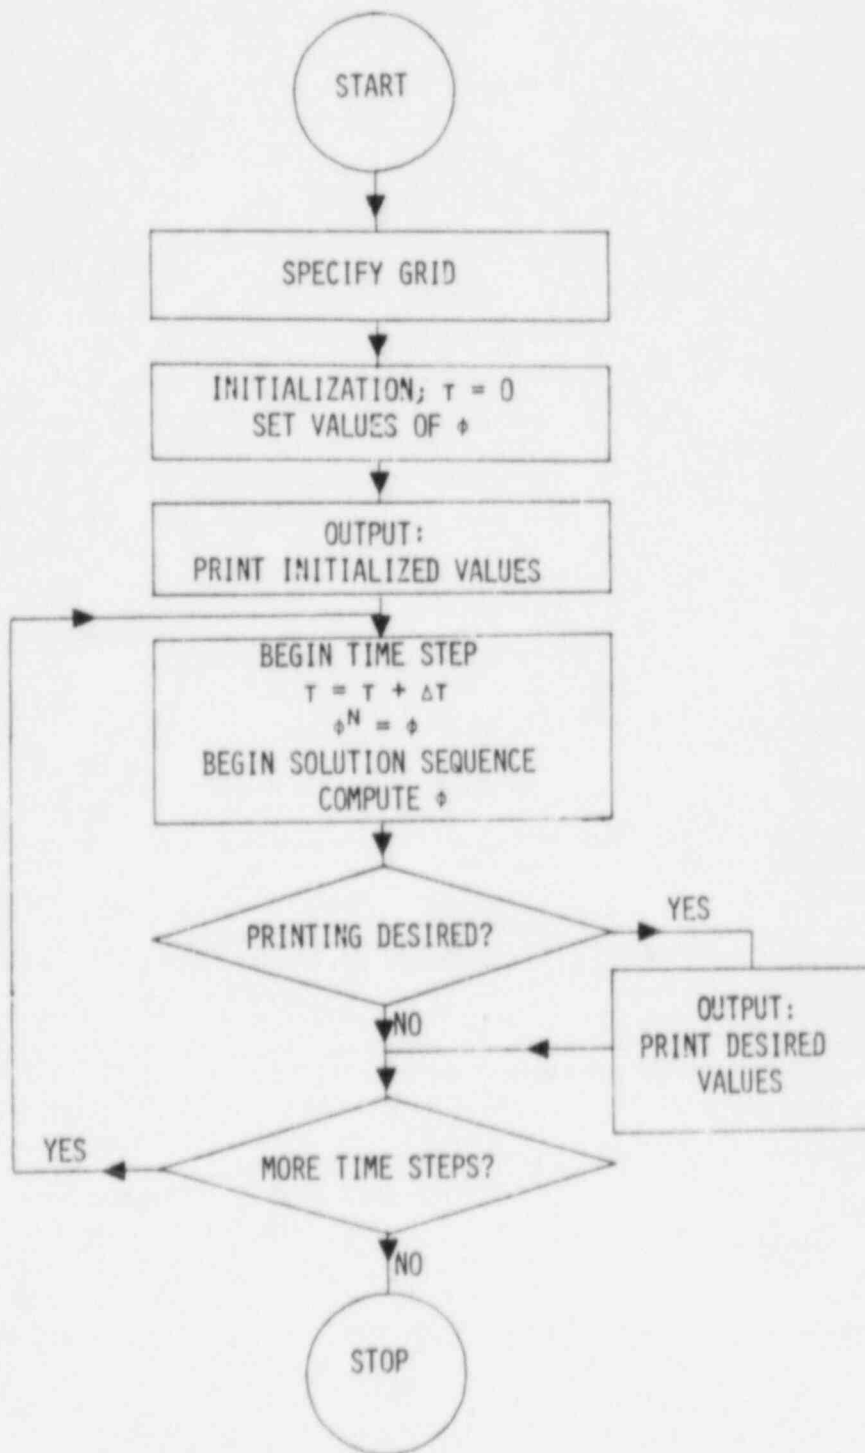 START
SPECIFY GRID
INITIALIZATION; τ = 0
SET VALUES OF ϕ
OUTPUT:
PRINT INITIALIZED VALUES
BEGIN TIME STEP
τ = τ + Δτ
ϕᴺ = ϕ
BEGIN SOLUTION SEQUENCE
COMPUTE ϕ
PRINTING DESIRED?
YES
OUTPUT:
PRINT DESIRED
VALUES
NO
MORE TIME STEPS?
YES
NO
STOP